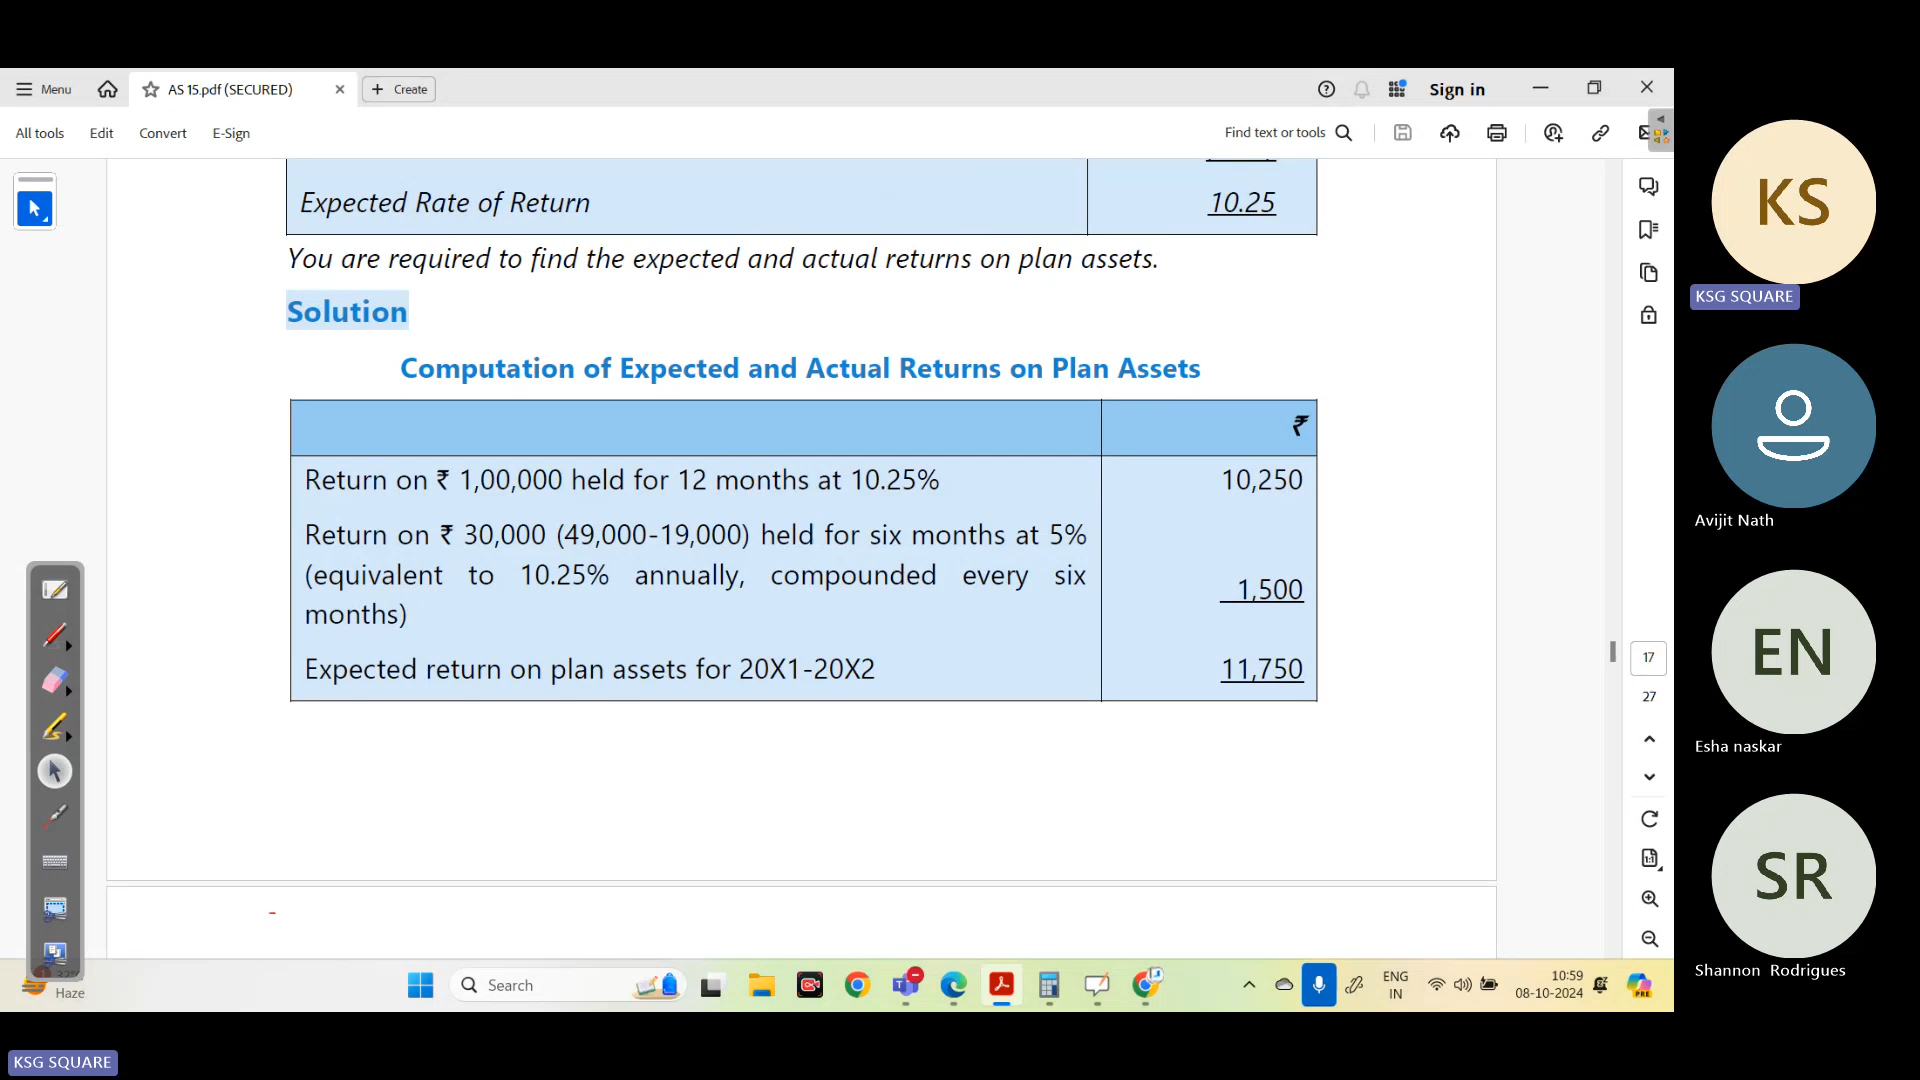 Menu
AS 15.pdf (SECURED)
Create
Sign in
All tools
Edit
Convert
E-Sign
Find text or tools
Expected Rate of Return 10.25
You are required to find the expected and actual returns on plan assets.
Solution
Computation of Expected and Actual Returns on Plan Assets
₹
Return on ₹ 1,00,000 held for 12 months at 10.25% 10,250
Return on ₹ 30,000 (49,000-19,000) held for six months at 5%
(equivalent to 10.25% annually, compounded every six
months) 1,500
Expected return on plan assets for 20X1-20X2 11,750
17
27
KS
KSG SQUARE
Avijit Nath
EN
Esha naskar
SR
Shannon Rodrigues
Haze
Search
ENG
IN
10:59
08-10-2024
PRE
KSG SQUARE